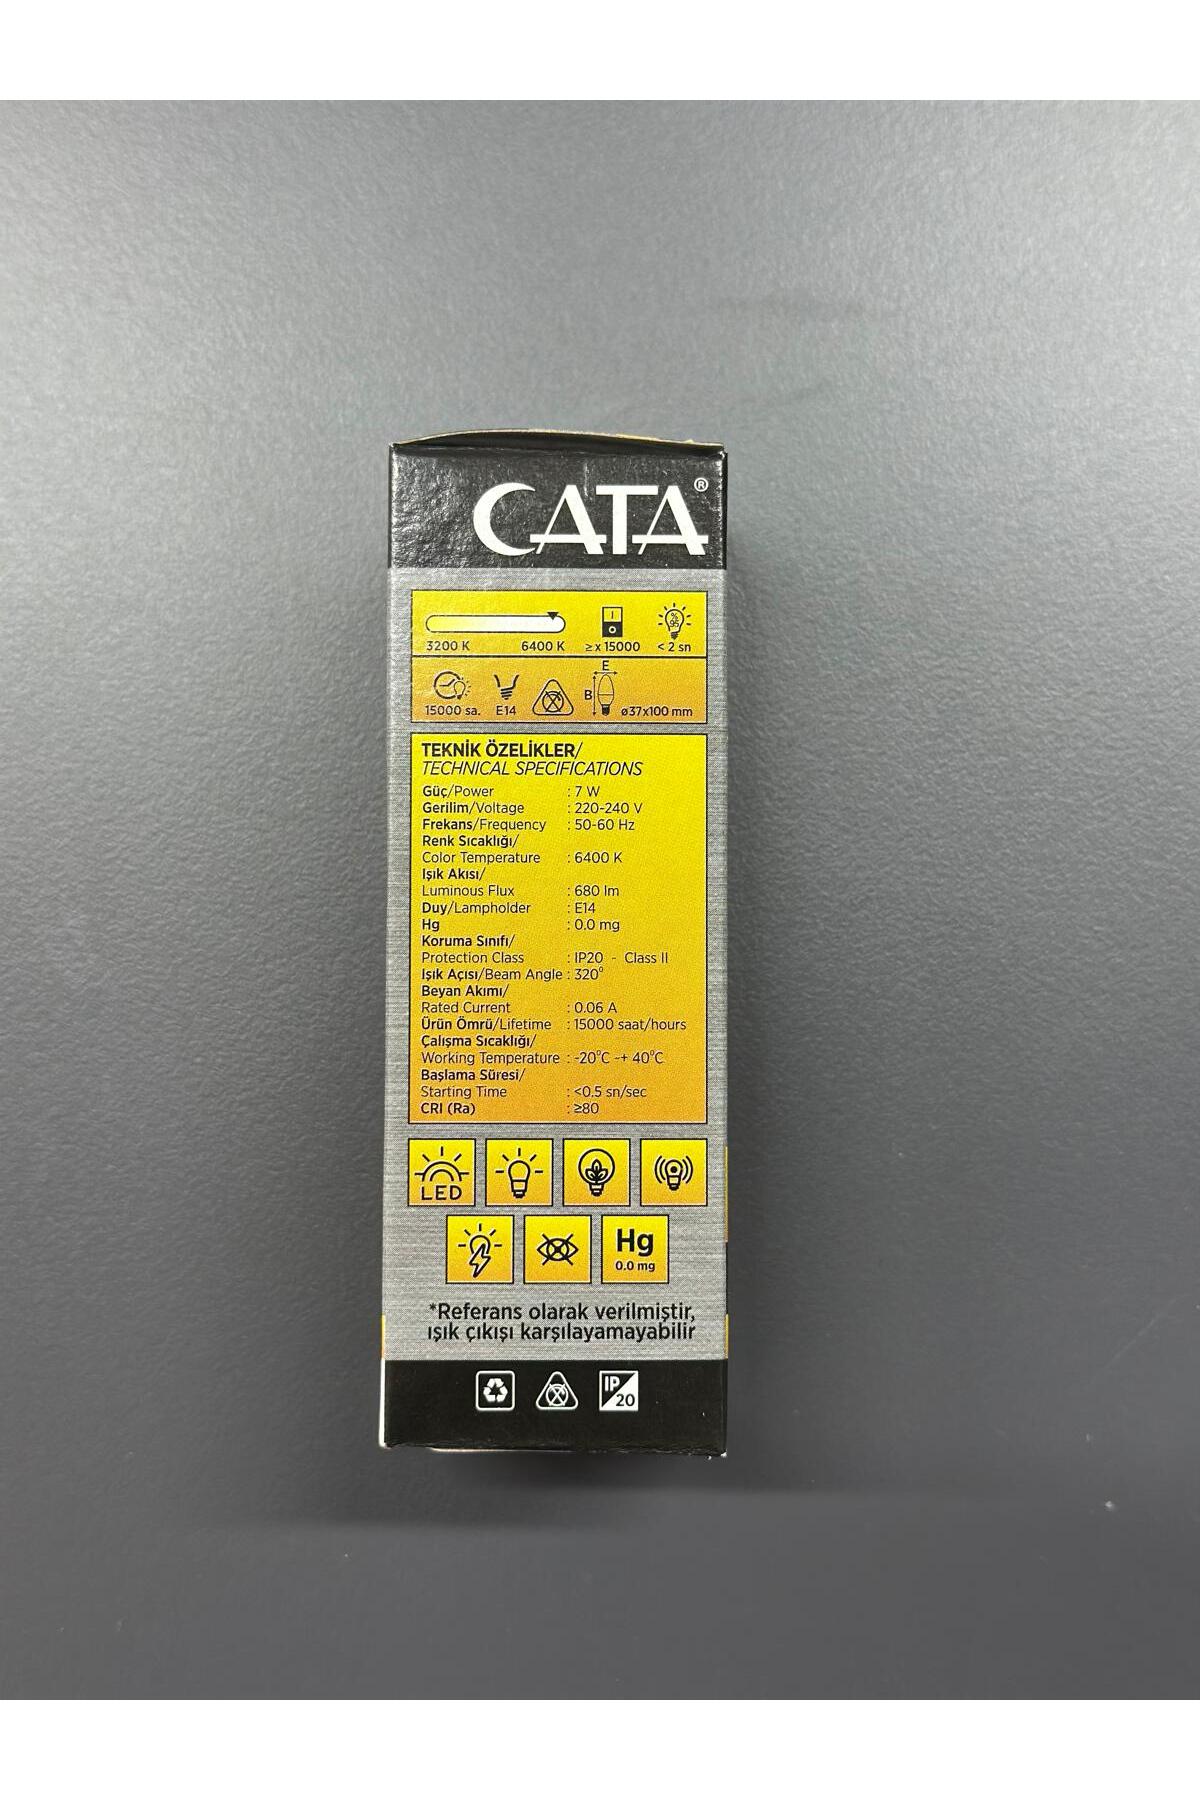 CATA®
3200 K 6400 K ≥ x 15000 < 2 sn
I
O
% 95
E
B
15000 sa. E14 ø37x100 mm
TEKNİK ÖZELİKLER/
TECHNICAL SPECIFICATIONS
Güç/Power : 7 W
Gerilim/Voltage : 220-240 V
Frekans/Frequency : 50-60 Hz
Renk Sıcaklığı/
Color Temperature : 6400 K
Işık Akısı/
Luminous Flux : 680 lm
Duy/Lampholder : E14
Hg : 0.0 mg
Koruma Sınıfı/
Protection Class : IP20 - Class II
Işık Açısı/Beam Angle : 320°
Beyan Akımı/
Rated Current : 0.06 A
Ürün Ömrü/Lifetime : 15000 saat/hours
Çalışma Sıcaklığı/
Working Temperature : -20°C -+ 40°C
Başlama Süresi/
Starting Time : <0.5 sn/sec
CRI (Ra) : ≥80
LED
Hg
0.0 mg
*Referans olarak verilmiştir,
ışık çıkışı karşılayamayabilir
IP
20